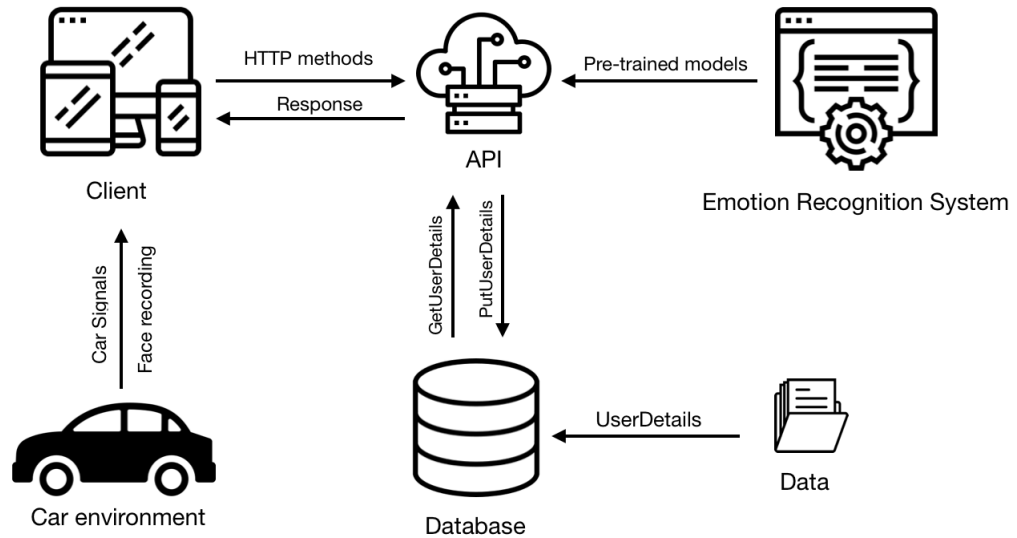 HTTP methods
Response
Pre-trained models
API
Client
Emotion Recognition System
Car Signals
Face recording
GetUserDetails
PutUserDetails
UserDetails
Data
Car environment
Database